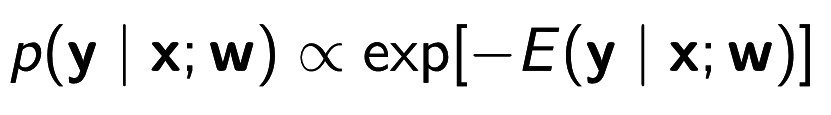 p(y | x; w) ∝ exp[−E(y | x; w)]